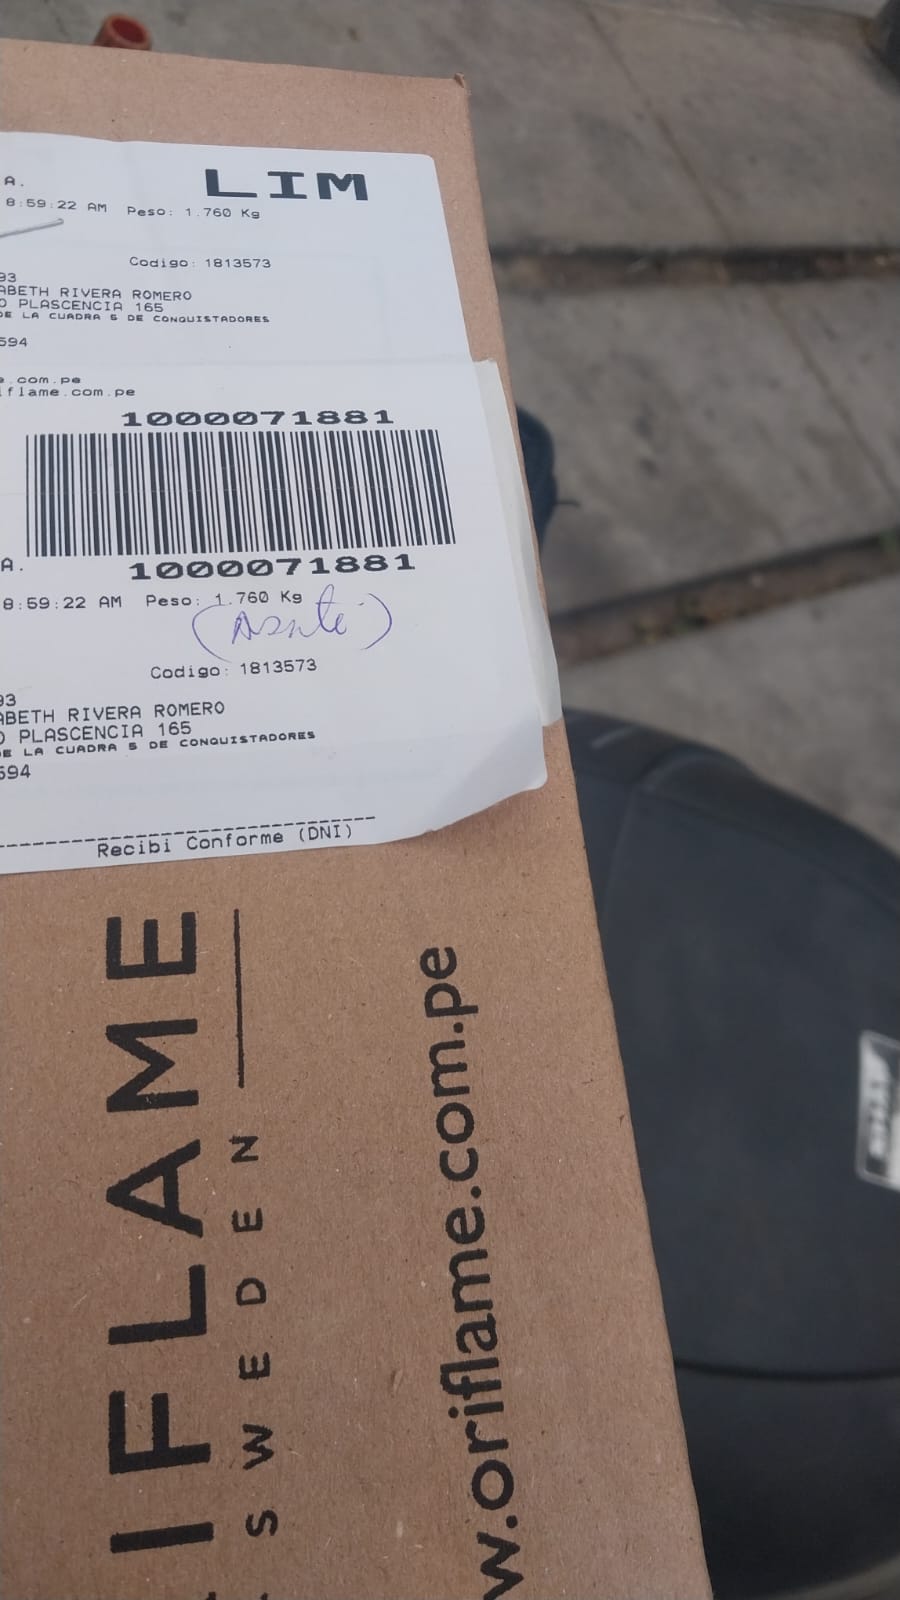 A.
LIM
8:59:22 AM Peso: 1.760 Kg
Codigo: 1813573
93
ABETH RIVERA ROMERO
O PLASCENCIA 165
DE LA CUADRA 5 DE CONQUISTADORES
594
e.com.pe
iflame.com.pe
1000071881
A.
1000071881
8:59:22 AM Peso: 1.760 Kg
Codigo: 1813573
93
ABETH RIVERA ROMERO
O PLASCENCIA 165
DE LA CUADRA 5 DE CONQUISTADORES
594
Recibi Conforme (DNI)
IFLAME
SWEDEN
w.oriflame.com.pe